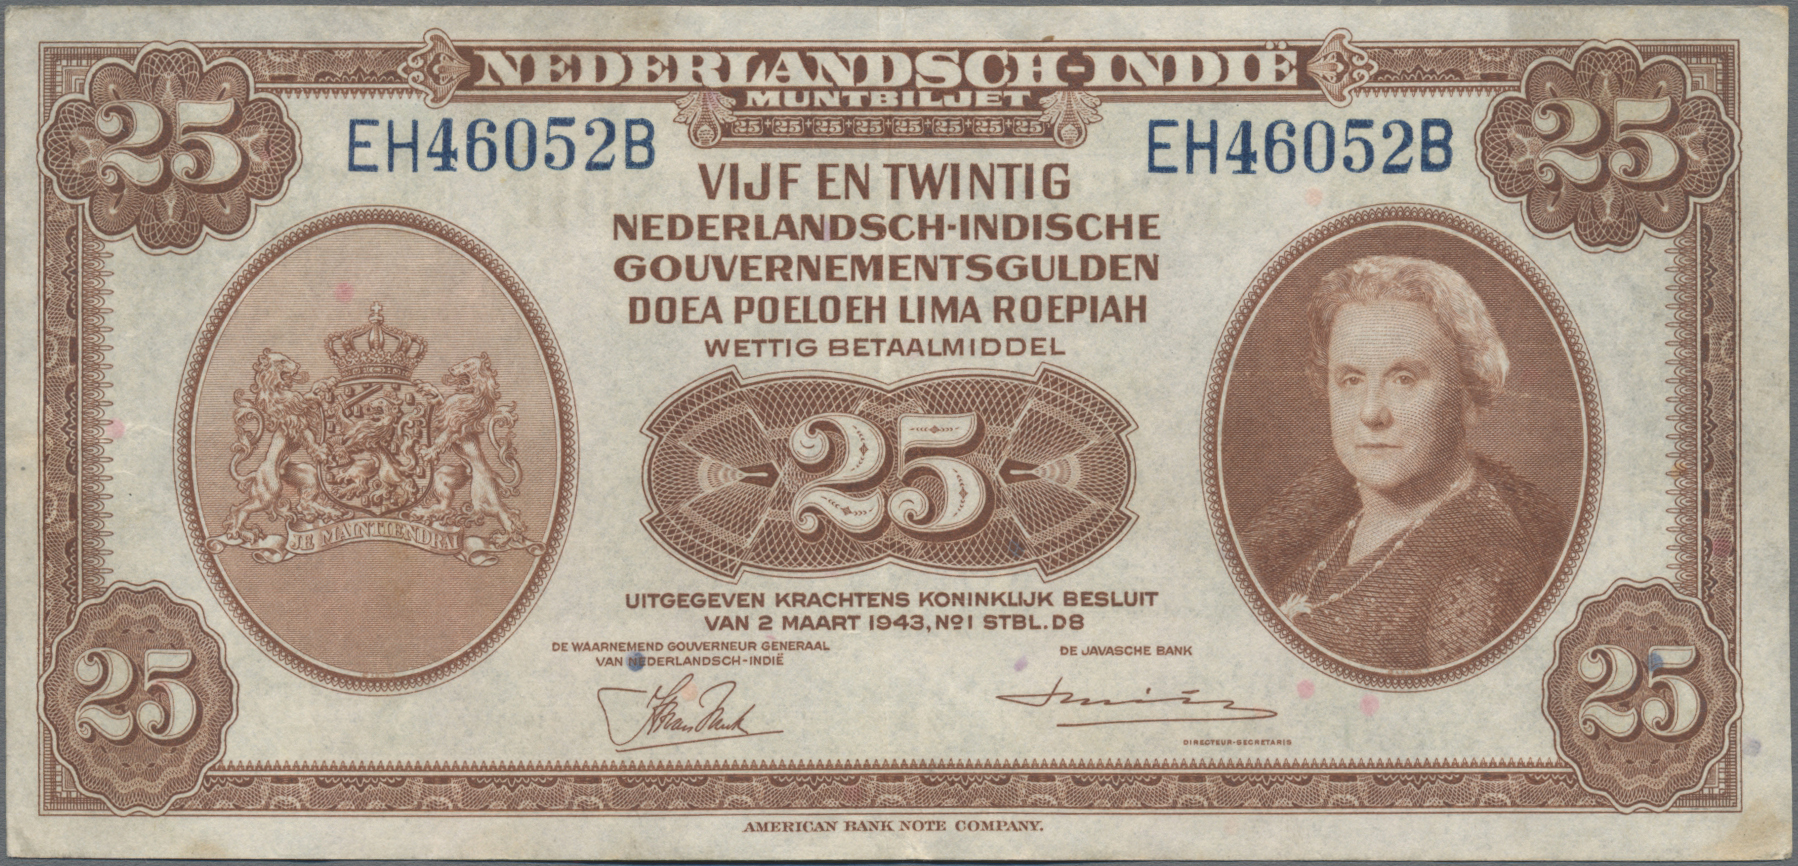 NEDERLANDSCH-INDIË
MUNTBILJET
25 25 25 25 25 25 25 25
25
25
EH46052B
EH46052B
VIJF EN TWINTIG
NEDERLANDSCH-INDISCHE
GOUVERNEMENTSGULDEN
DOEA POELOEH LIMA ROEPIAH
WETTIG BETAALMIDDEL
25
JE MAINTIENDRAI
UITGEGEVEN KRACHTENS KONINKLIJK BESLUIT
VAN 2 MAART 1943, Nº 1 STBL. D8
DE WAARNEMEND GOUVERNEUR GENERAAL
VAN NEDERLANDSCH-INDIË
DE JAVASCHE BANK
DIRECTEUR-SECRETARIS
25
25
AMERICAN BANK NOTE COMPANY.